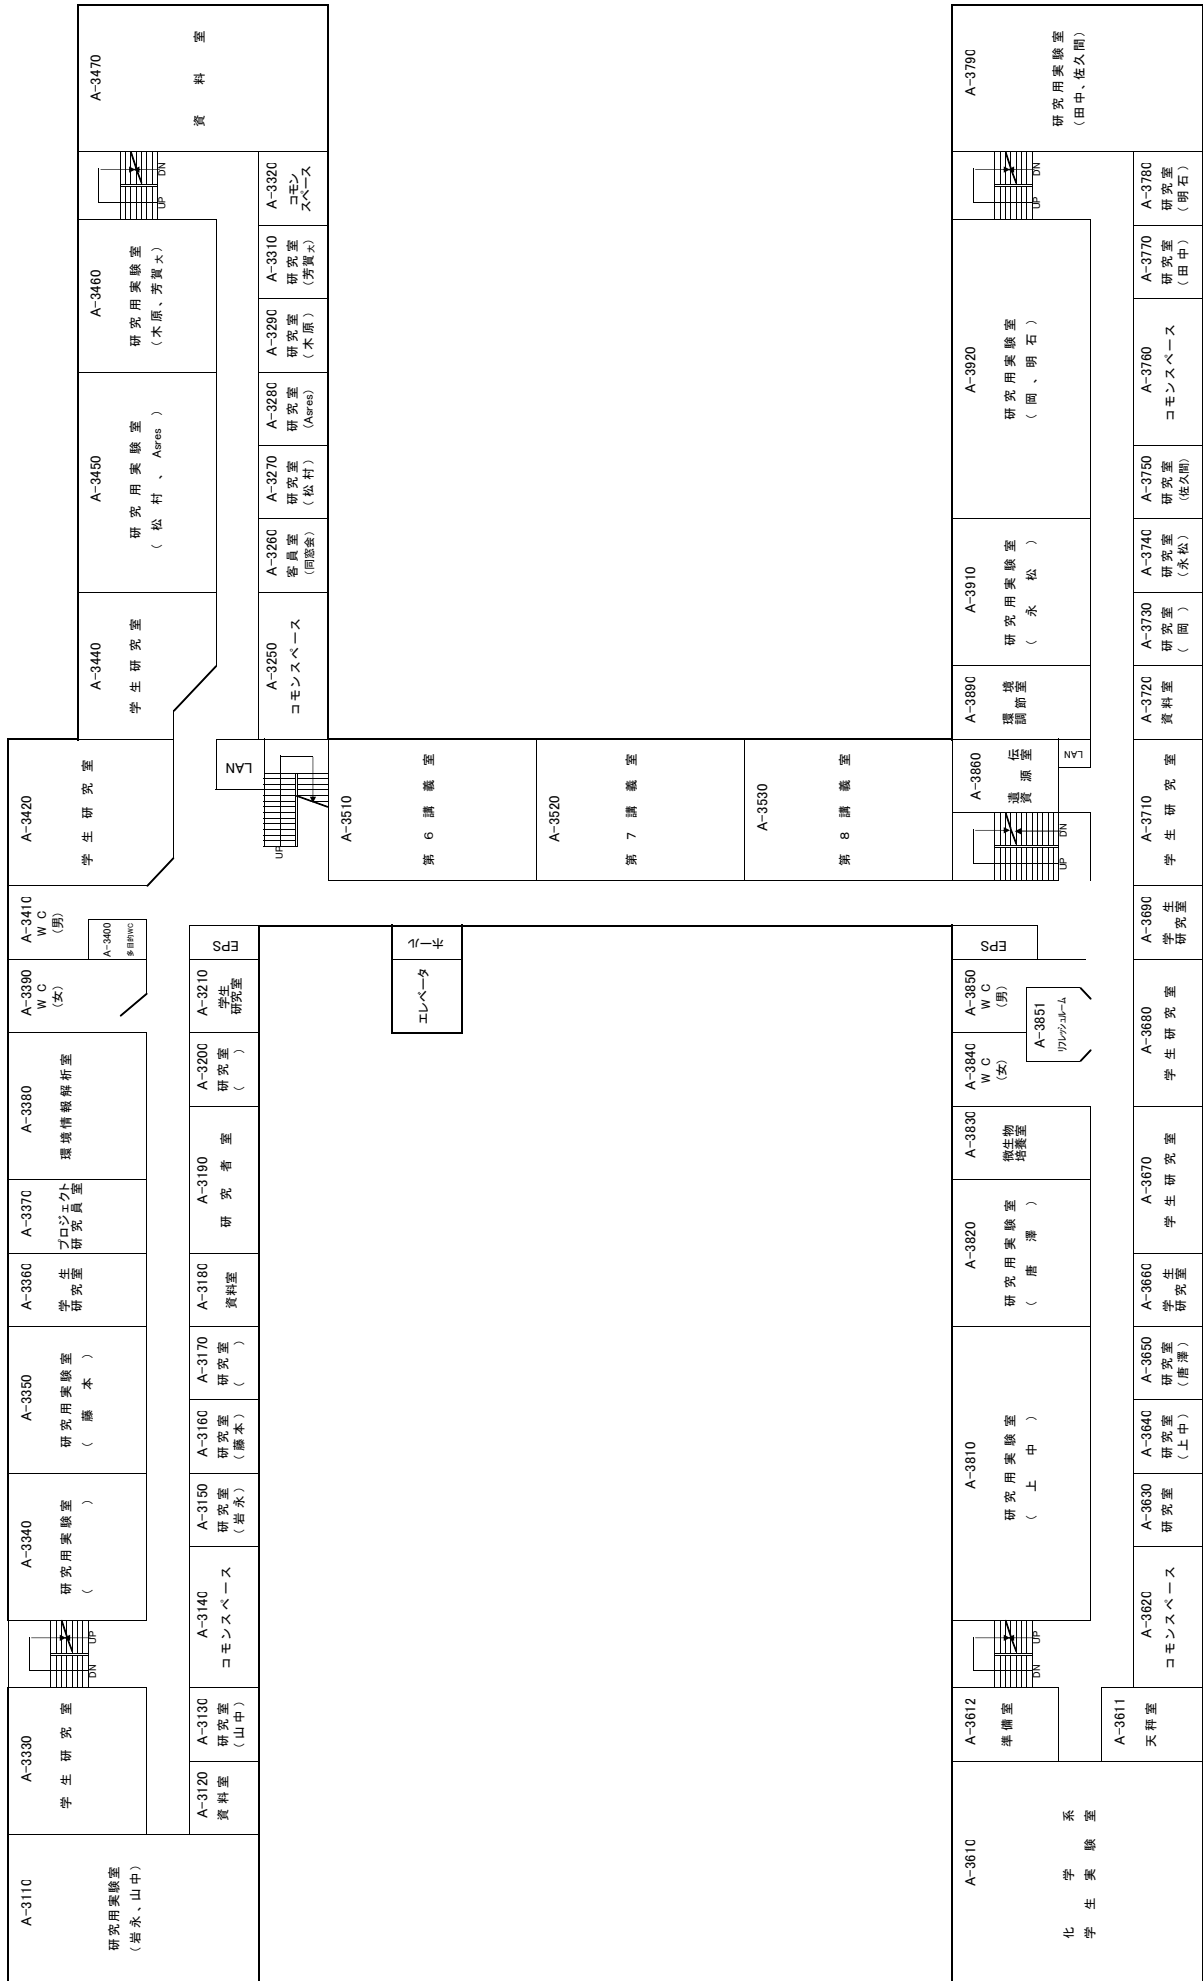 A-3470
資料室
DN
UP
A-3460
研究用実験室
(木原、芳賀大)
A-3450
研究用実験室
(松村、Asres)
A-3440
学生研究室
A-3320
コモン
スペース
A-3310
研究室
(芳賀大)
A-3290
研究室
(木原)
A-3280
研究室
(Asres)
A-3270
研究室
(松村)
A-3260
客員室
(同窓会)
A-3250
コモンスペース
LAN
UP
A-3420
学生研究室
A-3410
WC
(男)
A-3400
多目的WC
A-3390
WC
(女)
A-3380
環境情報解析室
A-3370
プロジェクト
研究員室
A-3360
学生
研究室
A-3350
研究用実験室
(藤本)
A-3340
研究用実験室
( )
UP
DN
A-3330
学生研究室
A-3110
研究用実験室
(岩永、山中)
EPS
A-3210
学生
研究室
A-3200
研究室
( )
A-3190
研究者室
A-3180
資料室
A-3170
研究室
( )
A-3160
研究室
(藤本)
A-3150
研究室
(岩永)
A-3140
コモンスペース
A-3130
研究室
(山中)
A-3120
資料室
A-3510
第6講義室
A-3520
第7講義室
A-3530
第8講義室
ホール
エレベータ
A-3790
研究用実験室
(田中、佐久間)
DN
UP
A-3920
研究用実験室
(岡、明石)
A-3910
研究用実験室
(永松)
A-3890
環境
調節室
A-3860
遺伝
資源室
LAN
DN
UP
A-3780
研究室
(明石)
A-3770
研究室
(田中)
A-3760
コモンスペース
A-3750
研究室
(佐久間)
A-3740
研究室
(永松)
A-3730
研究室
(岡)
A-3720
資料室
A-3710
学生研究室
A-3690
学生
研究室
A-3680
学生研究室
A-3670
学生研究室
A-3660
学生
研究室
A-3650
研究室
(唐澤)
A-3640
研究室
(上中)
A-3630
研究室
A-3620
コモンスペース
A-3611
天秤室
EPS
A-3850
WC
(男)
A-3851
リフレッシュルーム
A-3840
WC
(女)
A-3830
微生物
培養室
A-3820
研究用実験室
(唐澤)
A-3810
研究用実験室
(上中)
UP
DN
A-3612
準備室
A-3610
化学系
学生実験室